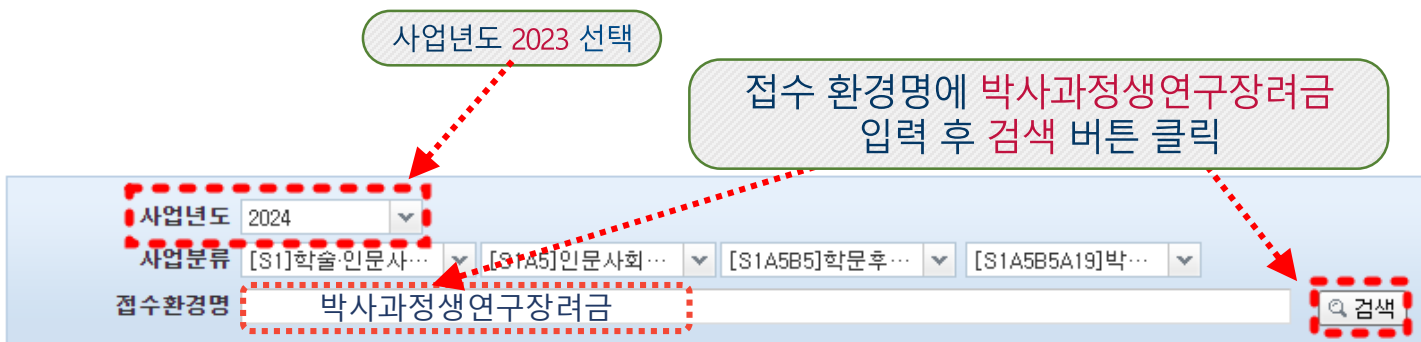 사업년도 2023 선택
접수 환경명에 박사과정생연구장려금
입력 후 검색 버튼 클릭
사업년도 2024
사업분류 [S1]학술·인문사··· [S1A5]인문사회··· [S1A5B5]학문후··· [S1A5B5A19]박···
접수환경명 박사과정생연구장려금 검색